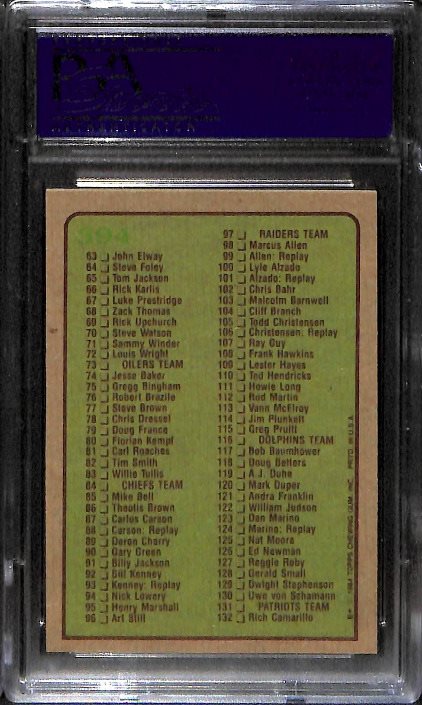 394
63 John Elway
64 Steve Foley
65 Tom Jackson
66 Rick Karlis
67 Luke Prestridge
68 Zack Thomas
69 Rick Upchurch
70 Steve Watson
71 Sammy Winder
72 Louis Wright
73 OILERS TEAM
74 Jesse Baker
75 Gregg Bingham
76 Robert Brazile
77 Steve Brown
78 Chris Dressel
79 Doug France
80 Florian Kempf
81 Carl Roaches
82 Tim Smith
83 Willie Tullis
84 CHIEFS TEAM
85 Mike Bell
86 Theotis Brown
87 Carlos Carson
88 Carson: Replay
89 Deron Cherry
90 Gary Green
91 Billy Jackson
92 Bill Kenney
93 Kenney: Replay
94 Nick Lowery
95 Henry Marshall
96 Art Still
97 RAIDERS TEAM
98 Marcus Allen
99 Allen: Replay
100 Lyle Alzado
101 Alzado: Replay
102 Chris Bahr
103 Malcolm Barnwell
104 Cliff Branch
105 Todd Christensen
106 Christensen: Replay
107 Ray Guy
108 Frank Hawkins
109 Lester Hayes
110 Ted Hendricks
111 Howie Long
112 Rod Martin
113 Vann McElroy
114 Jim Plunkett
115 Greg Pruitt
116 DOLPHINS TEAM
117 Bob Baumhower
118 Doug Betters
119 A.J. Duhe
120 Mark Duper
121 Andra Franklin
122 William Judson
123 Dan Marino
124 Marino: Replay
125 Nat Moore
126 Ed Newman
127 Reggie Roby
128 Gerald Small
129 Dwight Stephenson
130 Uwe von Schamann
131 PATRIOTS TEAM
132 Rich Camarillo
1984 TOPPS CHEWING GUM, INC. PRTD. IN U.S.A.